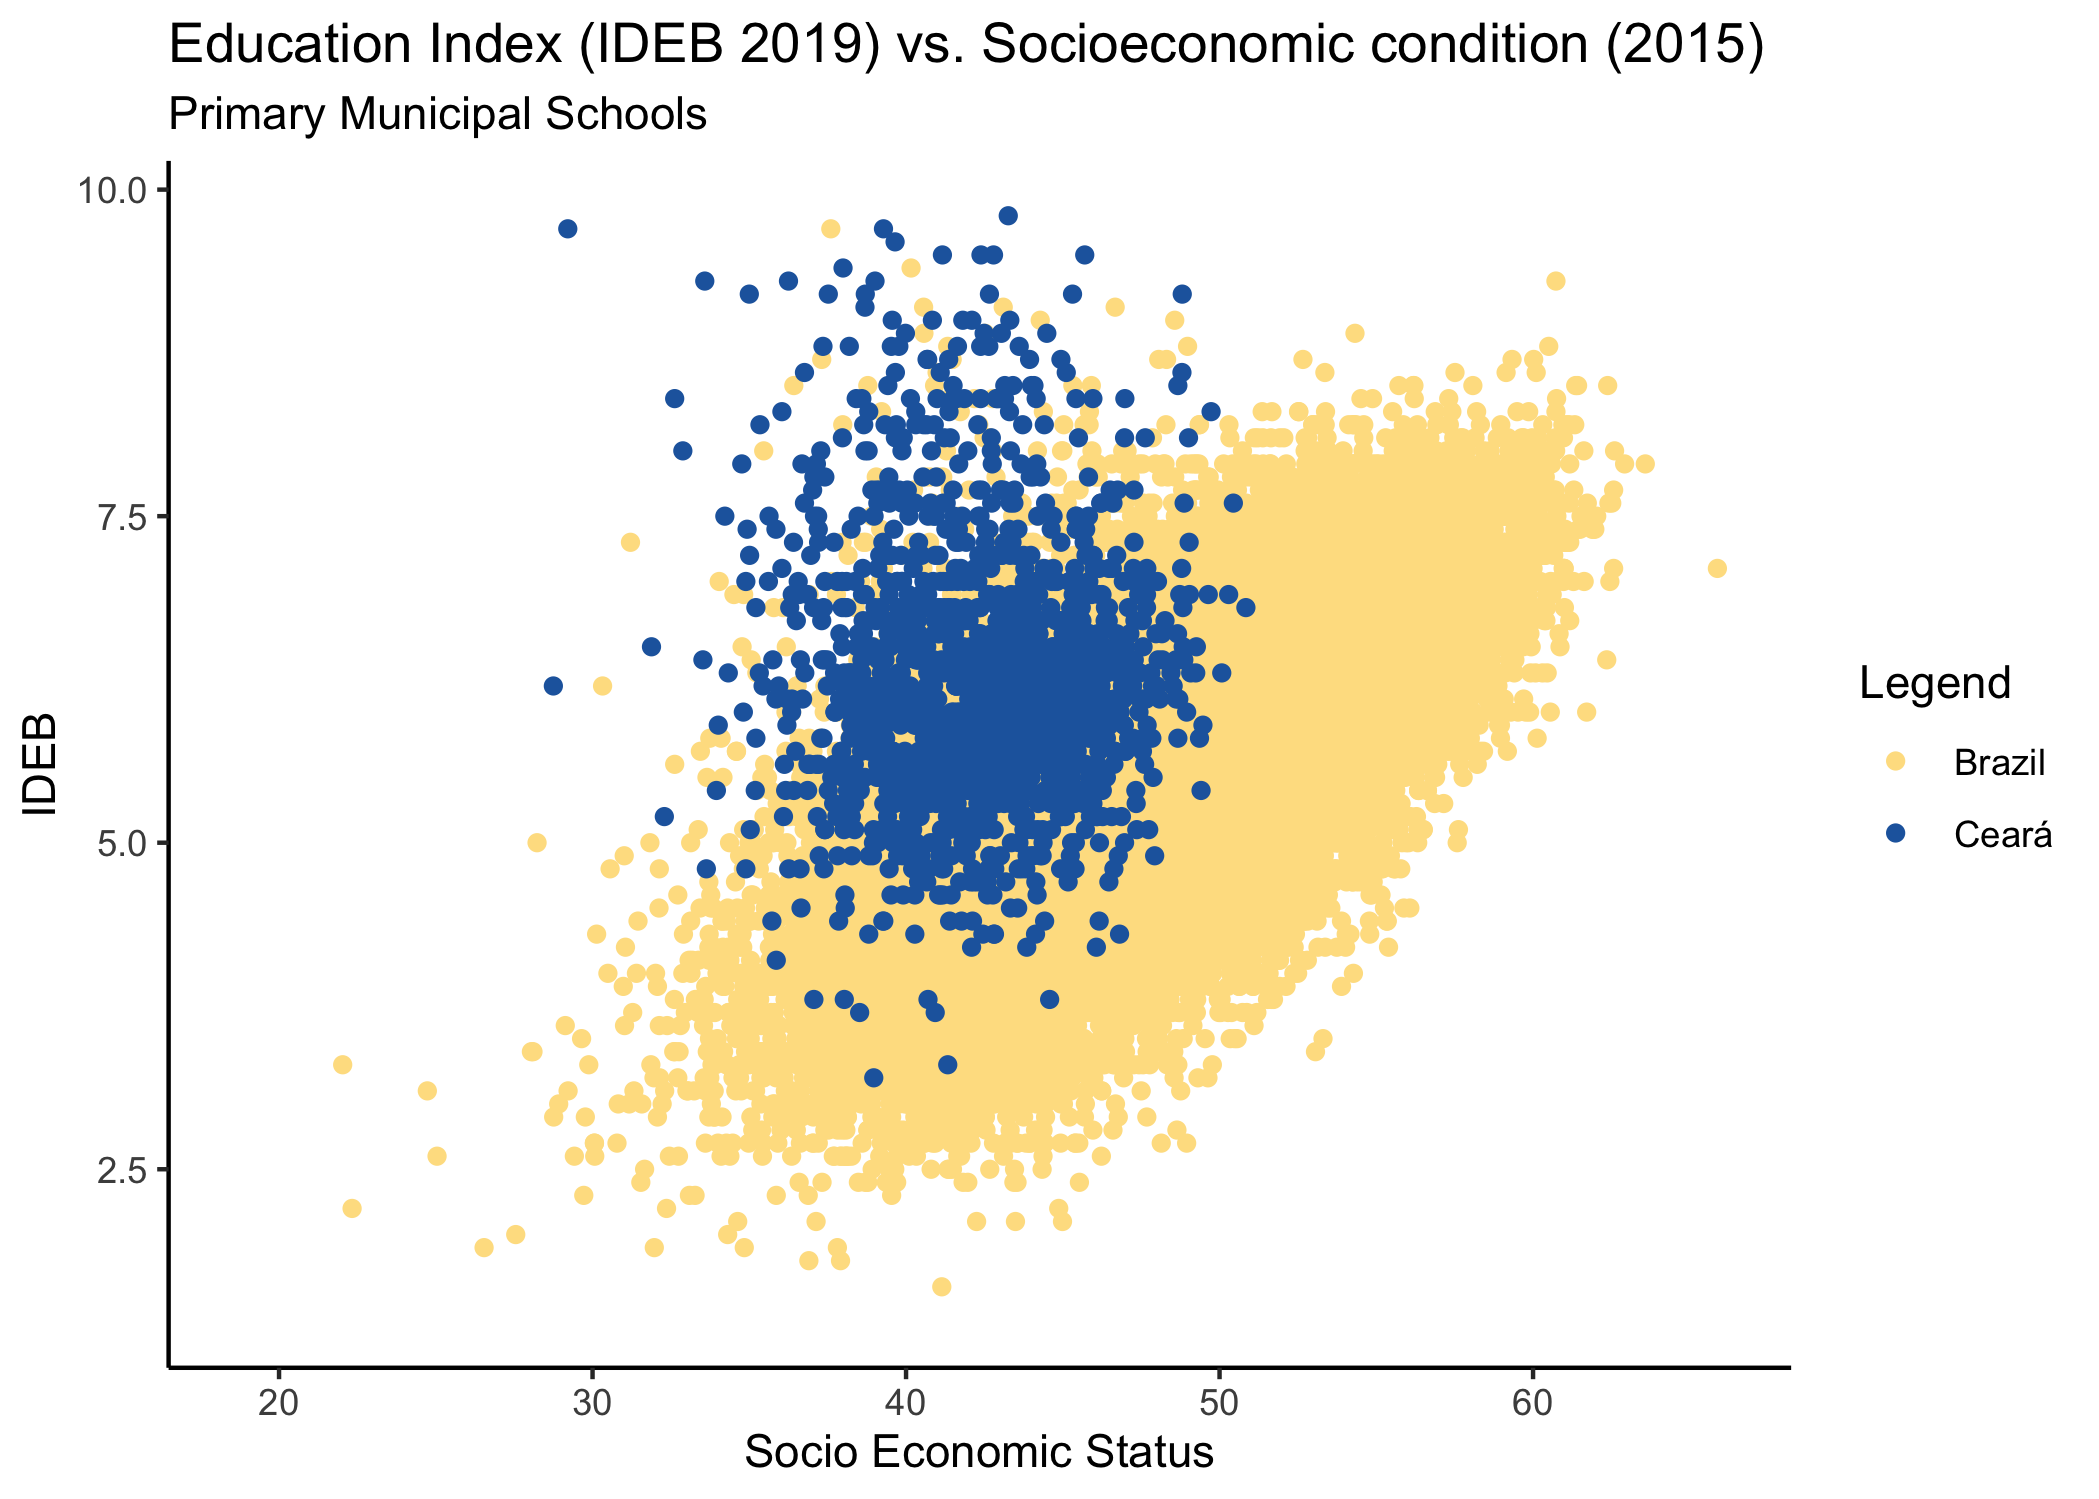 Education Index (IDEB 2019) vs. Socioeconomic condition (2015)
Primary Municipal Schools
10.0
7.5
5.0
2.5
IDEB
20 30 40 50 60
Socio Economic Status
Legend
Brazil
Ceará